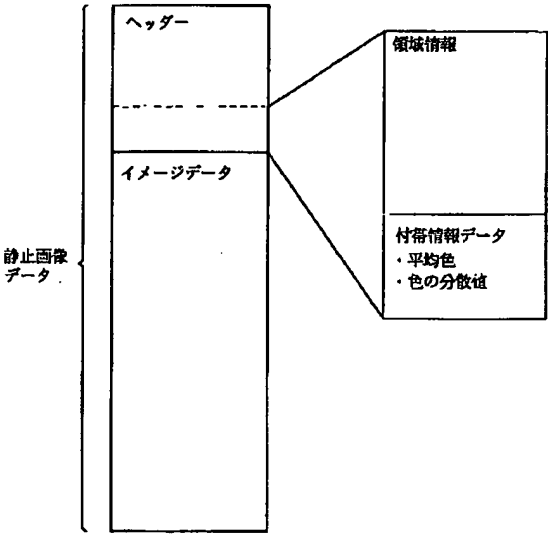 ヘッダー
イメージデータ
静止画像
データ
領域情報
付帯情報データ
・平均色
・色の分散値